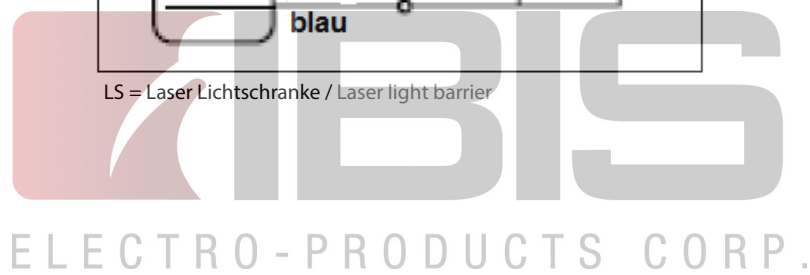 blau
LS = Laser Lichtschranke / Laser light barrier
IBIS
ELECTRO-PRODUCTS CORP.